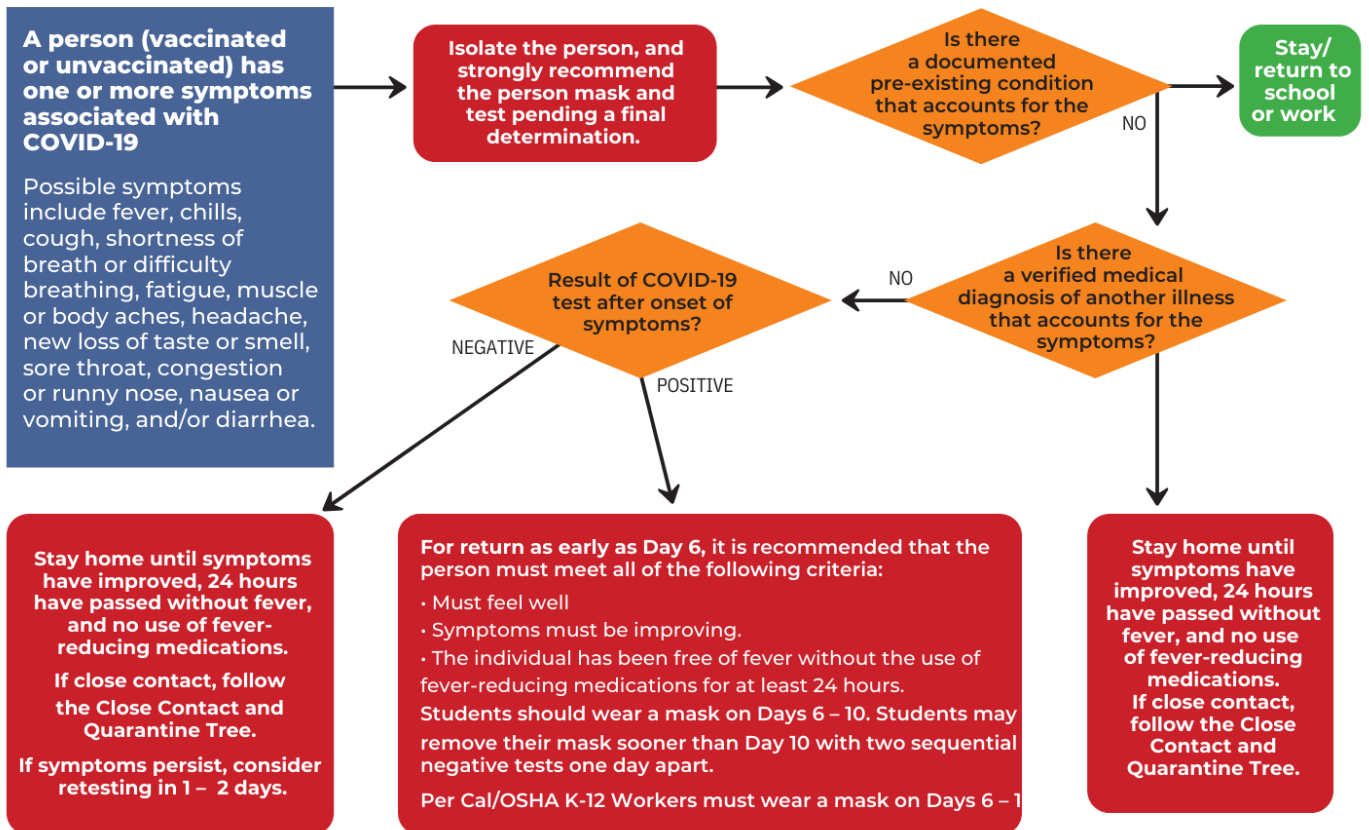 A person (vaccinated
or unvaccinated) has
one or more symptoms
associated with
COVID-19
Possible symptoms
include fever, chills,
cough, shortness of
breath or difficulty
breathing, fatigue, muscle
or body aches, headache,
new loss of taste or smell,
sore throat, congestion
or runny nose, nausea or
vomiting, and/or diarrhea.
Isolate the person, and
strongly recommend
the person mask and
test pending a final
determination.
Is there
a documented
pre-existing condition
that accounts for the
symptoms?
NO
Stay/
return to
school
or work
Is there
a verified medical
diagnosis of another illness
that accounts for the
symptoms?
NO
Result of COVID-19
test after onset of
symptoms?
NEGATIVE
POSITIVE
Stay home until symptoms
have improved, 24 hours
have passed without fever,
and no use of fever-
reducing medications.
If close contact, follow
the Close Contact and
Quarantine Tree.
If symptoms persist, consider
retesting in 1 – 2 days.
For return as early as Day 6, it is recommended that the
person must meet all of the following criteria:
• Must feel well
• Symptoms must be improving.
• The individual has been free of fever without the use of
fever-reducing medications for at least 24 hours.
Students should wear a mask on Days 6 – 10. Students may
remove their mask sooner than Day 10 with two sequential
negative tests one day apart.
Per Cal/OSHA K-12 Workers must wear a mask on Days 6 – 1
Stay home until
symptoms have
improved, 24 hours
have passed without
fever, and no use
of fever-reducing
medications.
If close contact,
follow the Close
Contact and
Quarantine Tree.